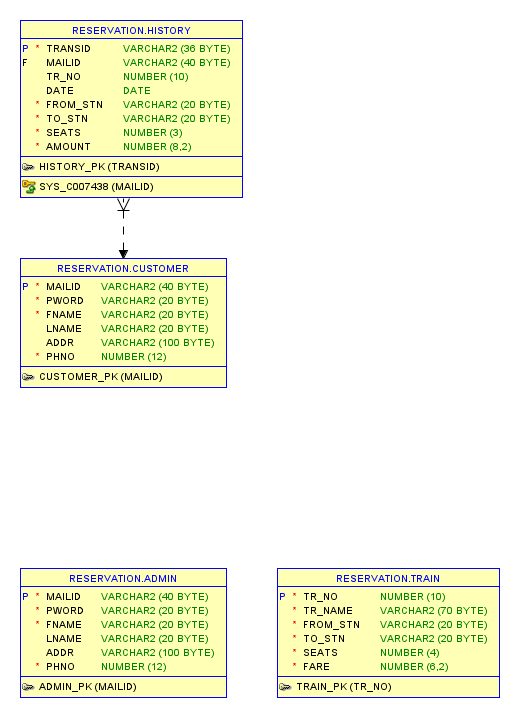 RESERVATION.HISTORY
P * TRANSID VARCHAR2 (36 BYTE)
F MAILID VARCHAR2 (40 BYTE)
TR_NO NUMBER (10)
DATE DATE
* FROM_STN VARCHAR2 (20 BYTE)
* TO_STN VARCHAR2 (20 BYTE)
* SEATS NUMBER (3)
* AMOUNT NUMBER (8,2)
HISTORY_PK (TRANSID)
SYS_C007438 (MAILID)
RESERVATION.CUSTOMER
P * MAILID VARCHAR2 (40 BYTE)
* PWORD VARCHAR2 (20 BYTE)
* FNAME VARCHAR2 (20 BYTE)
LNAME VARCHAR2 (20 BYTE)
ADDR VARCHAR2 (100 BYTE)
* PHNO NUMBER (12)
CUSTOMER_PK (MAILID)
RESERVATION.ADMIN
P * MAILID VARCHAR2 (40 BYTE)
* PWORD VARCHAR2 (20 BYTE)
* FNAME VARCHAR2 (20 BYTE)
LNAME VARCHAR2 (20 BYTE)
ADDR VARCHAR2 (100 BYTE)
* PHNO NUMBER (12)
ADMIN_PK (MAILID)
RESERVATION.TRAIN
P * TR_NO NUMBER (10)
* TR_NAME VARCHAR2 (70 BYTE)
* FROM_STN VARCHAR2 (20 BYTE)
* TO_STN VARCHAR2 (20 BYTE)
* SEATS NUMBER (4)
* FARE NUMBER (6,2)
TRAIN_PK (TR_NO)